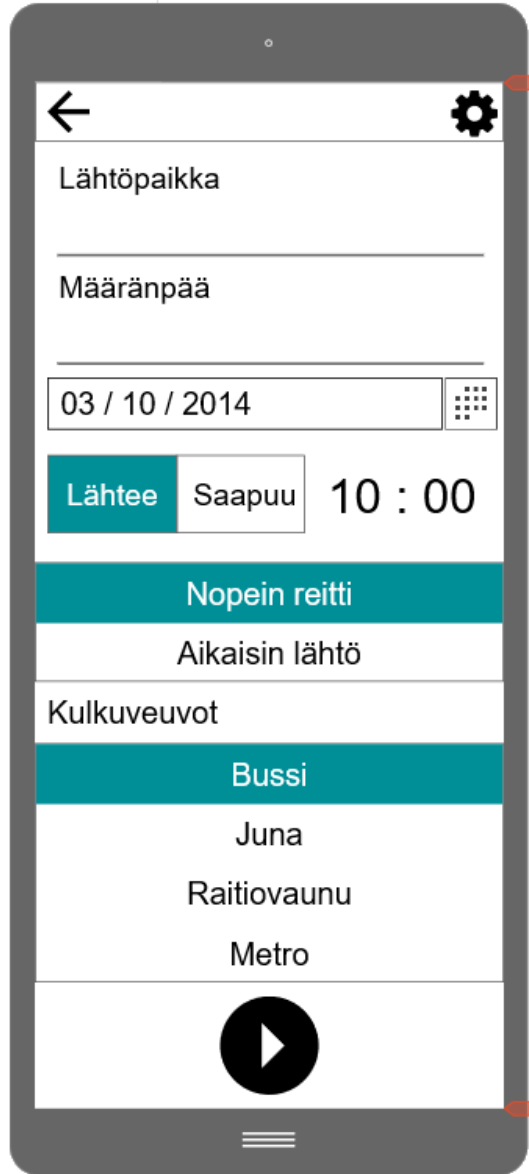 Lähtöpaikka
Määränpää
03 / 10 / 2014
Lähtee Saapuu 10 : 00
Nopein reitti
Aikaisin lähtö
Kulkuveuvot
Bussi
Juna
Raitiovaunu
Metro